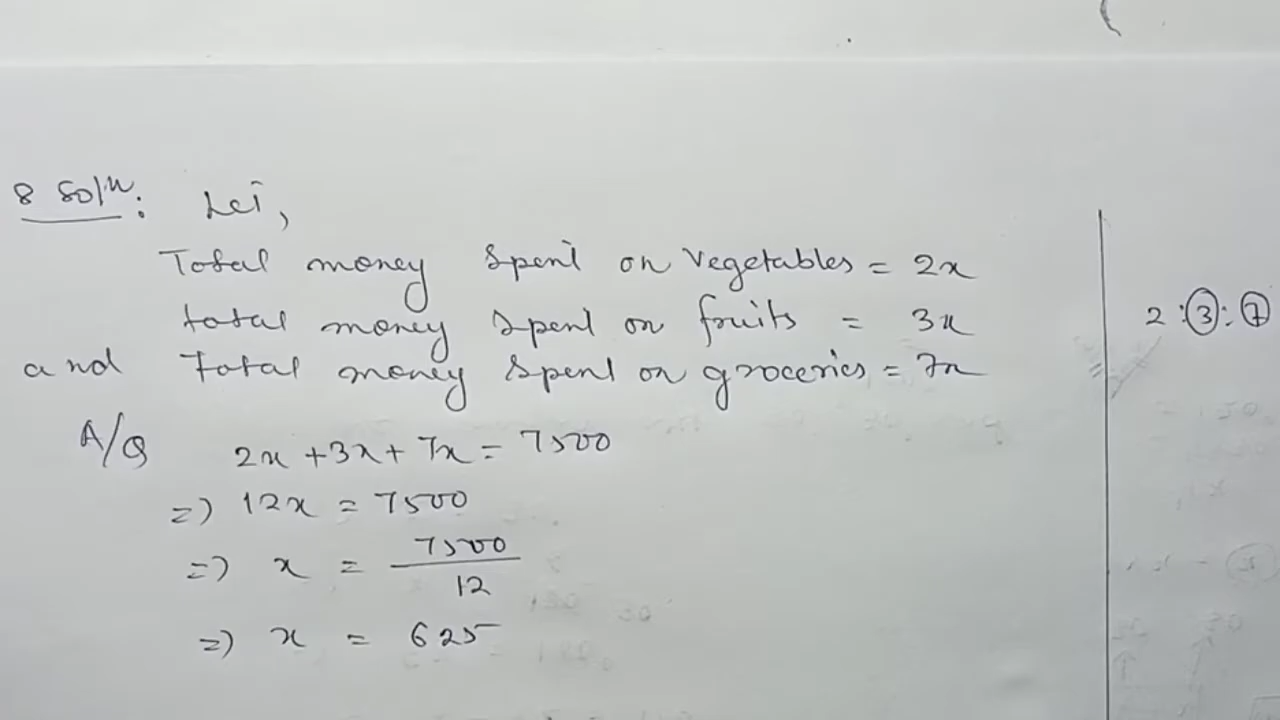 8 Solⁿ: Let,
Total money spent on Vegetables = 2x
total money spent on fruits = 3x
and Total money spent on groceries = 7x
2 : 3 : 7
A/Q 2x + 3x + 7x = 7500
=) 12x = 7500
=) x = 7500
12
=) x = 625